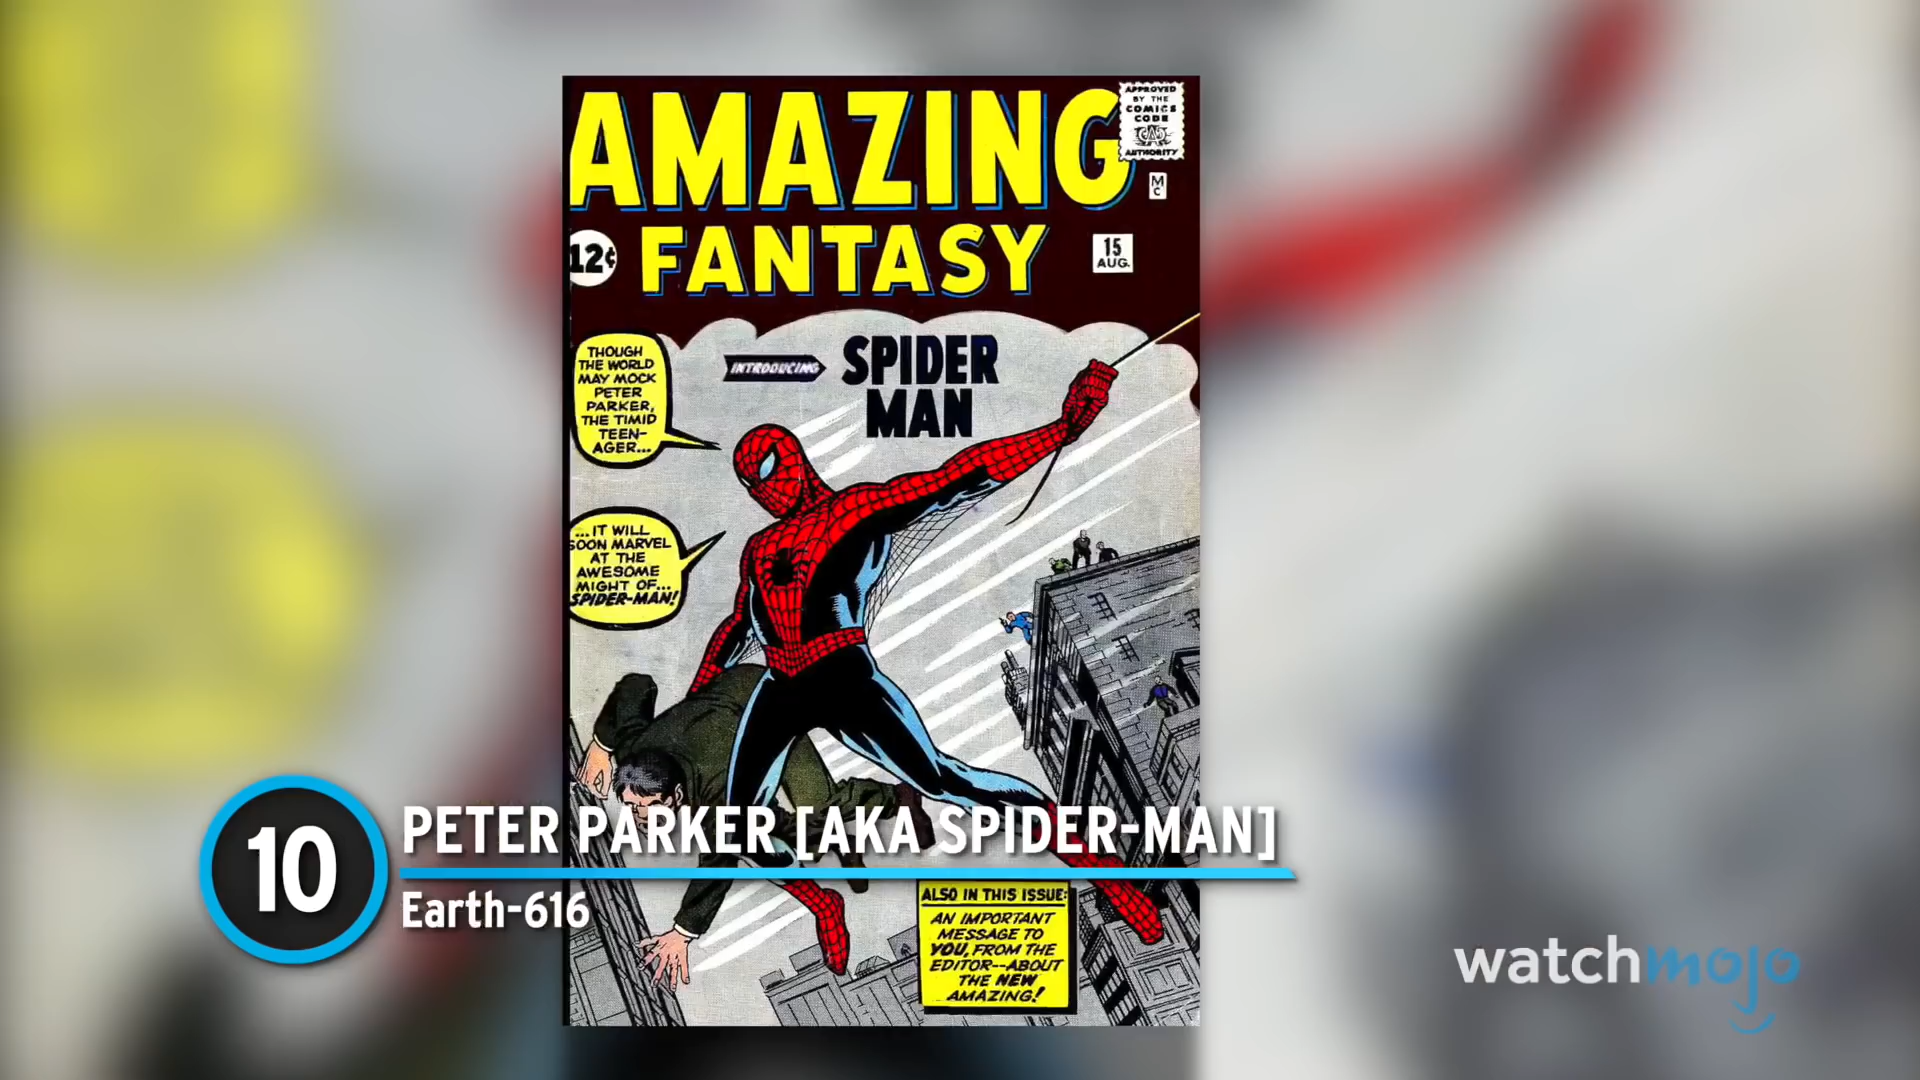 AMAZING
FANTASY
APPROVED
BY THE
COMICS
CODE
CA
AUTHORITY
M
C
12¢
15
AUG.
INTRODUCING
SPIDER
MAN
THOUGH
THE WORLD
MAY MOCK
PETER
PARKER,
THE TIMID
TEEN-
AGER...
...IT WILL
SOON MARVEL
AT THE
AWESOME
MIGHT OF...
SPIDER-MAN!
10
PETER PARKER [AKA SPIDER-MAN]
Earth-616
ALSO IN THIS ISSUE:
AN IMPORTANT
MESSAGE TO
YOU, FROM THE
EDITOR--ABOUT
THE NEW
AMAZING!
watchmojo